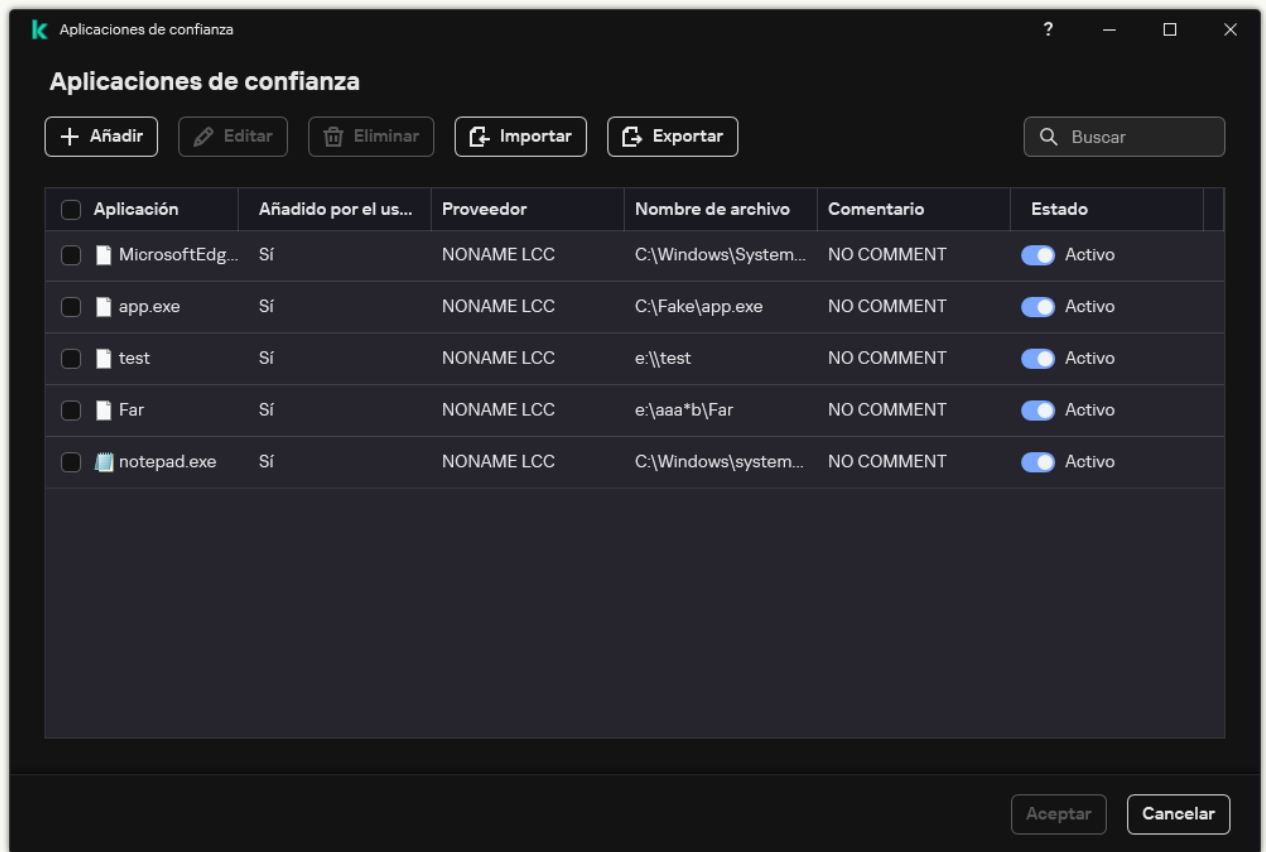 Aplicaciones de confianza
?
Aplicaciones de confianza
Añadir Editar Eliminar Importar Exportar Buscar
Aplicación Añadido por el us... Proveedor Nombre de archivo Comentario Estado
MicrosoftEdg... Sí NONAME LCC C:\Windows\System... NO COMMENT Activo
app.exe Sí NONAME LCC C:\Fake\app.exe NO COMMENT Activo
test Sí NONAME LCC e:\\test NO COMMENT Activo
Far Sí NONAME LCC e:\aaa*b\Far NO COMMENT Activo
notepad.exe Sí NONAME LCC C:\Windows\system... NO COMMENT Activo
Aceptar Cancelar